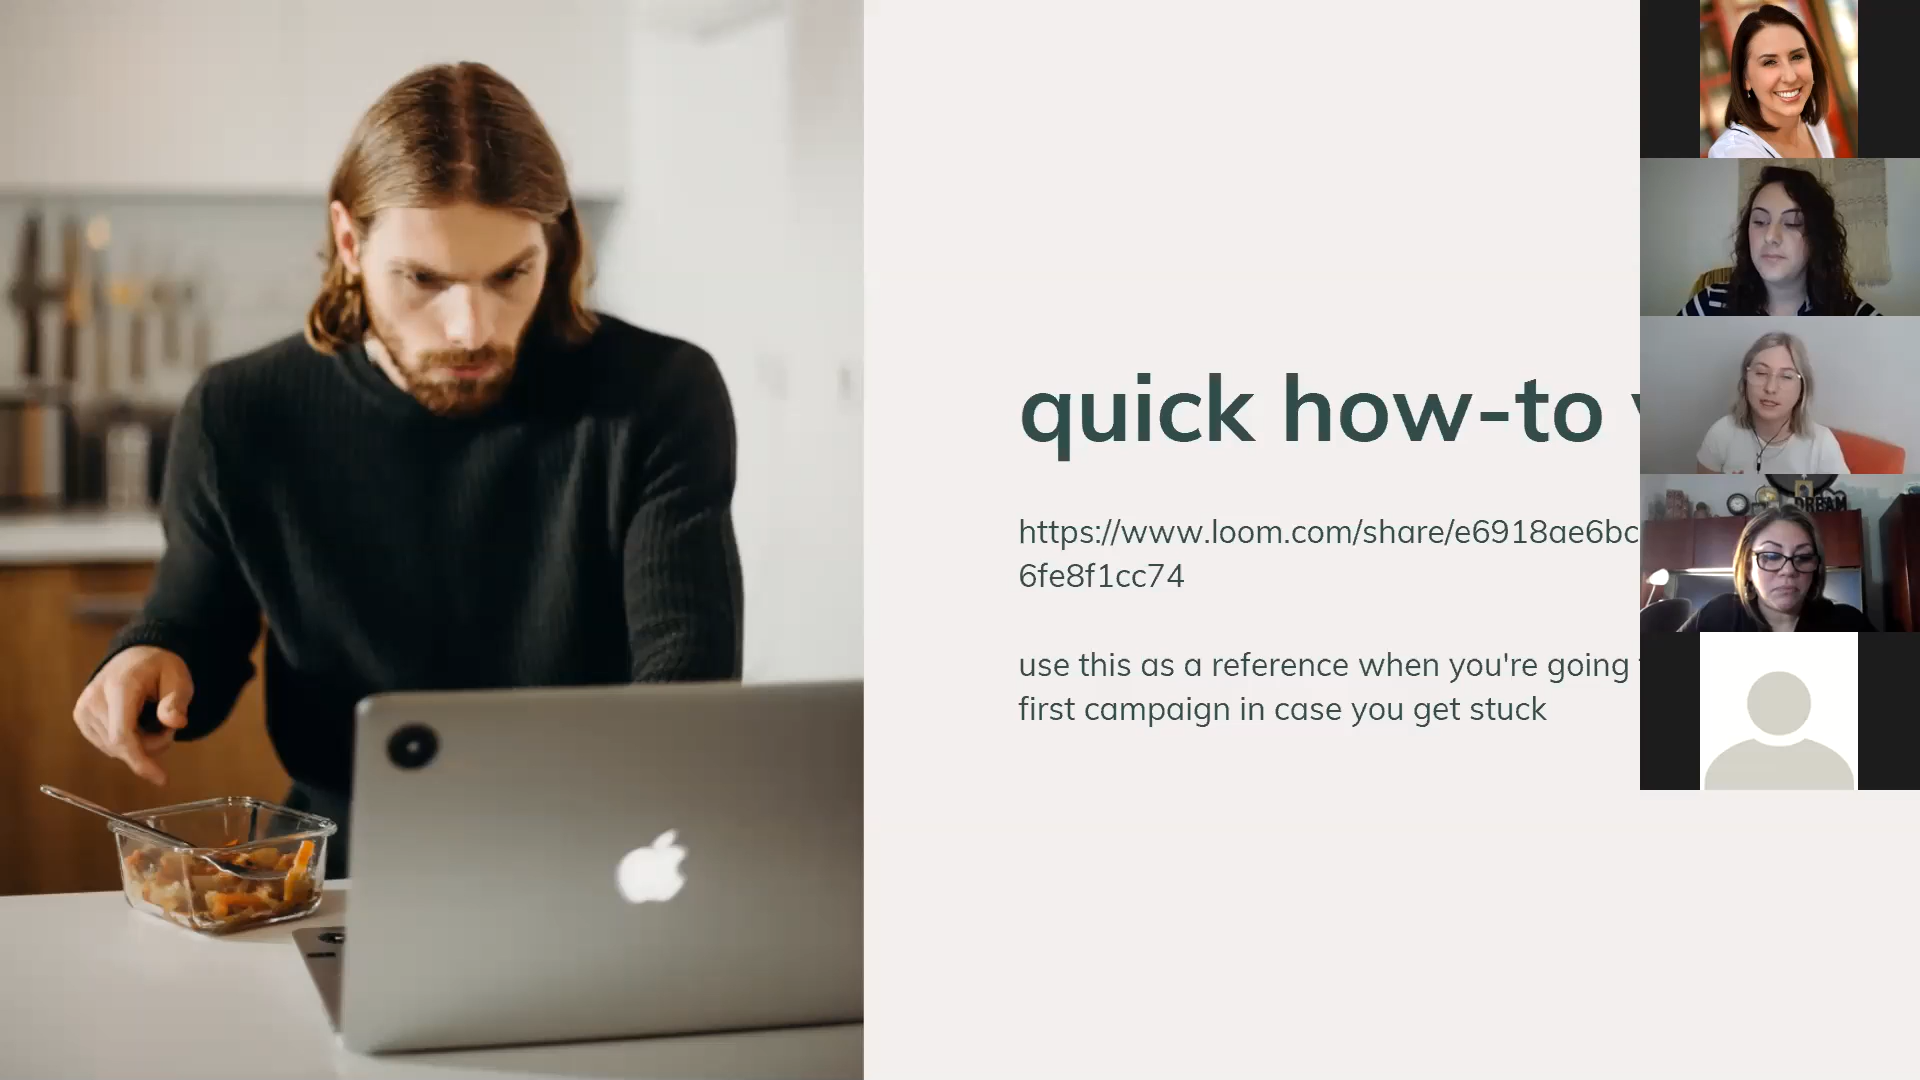 quick how-to
https://www.loom.com/share/e6918ae6bc
6fe8f1cc74
use this as a reference when you're going
first campaign in case you get stuck
DREAM